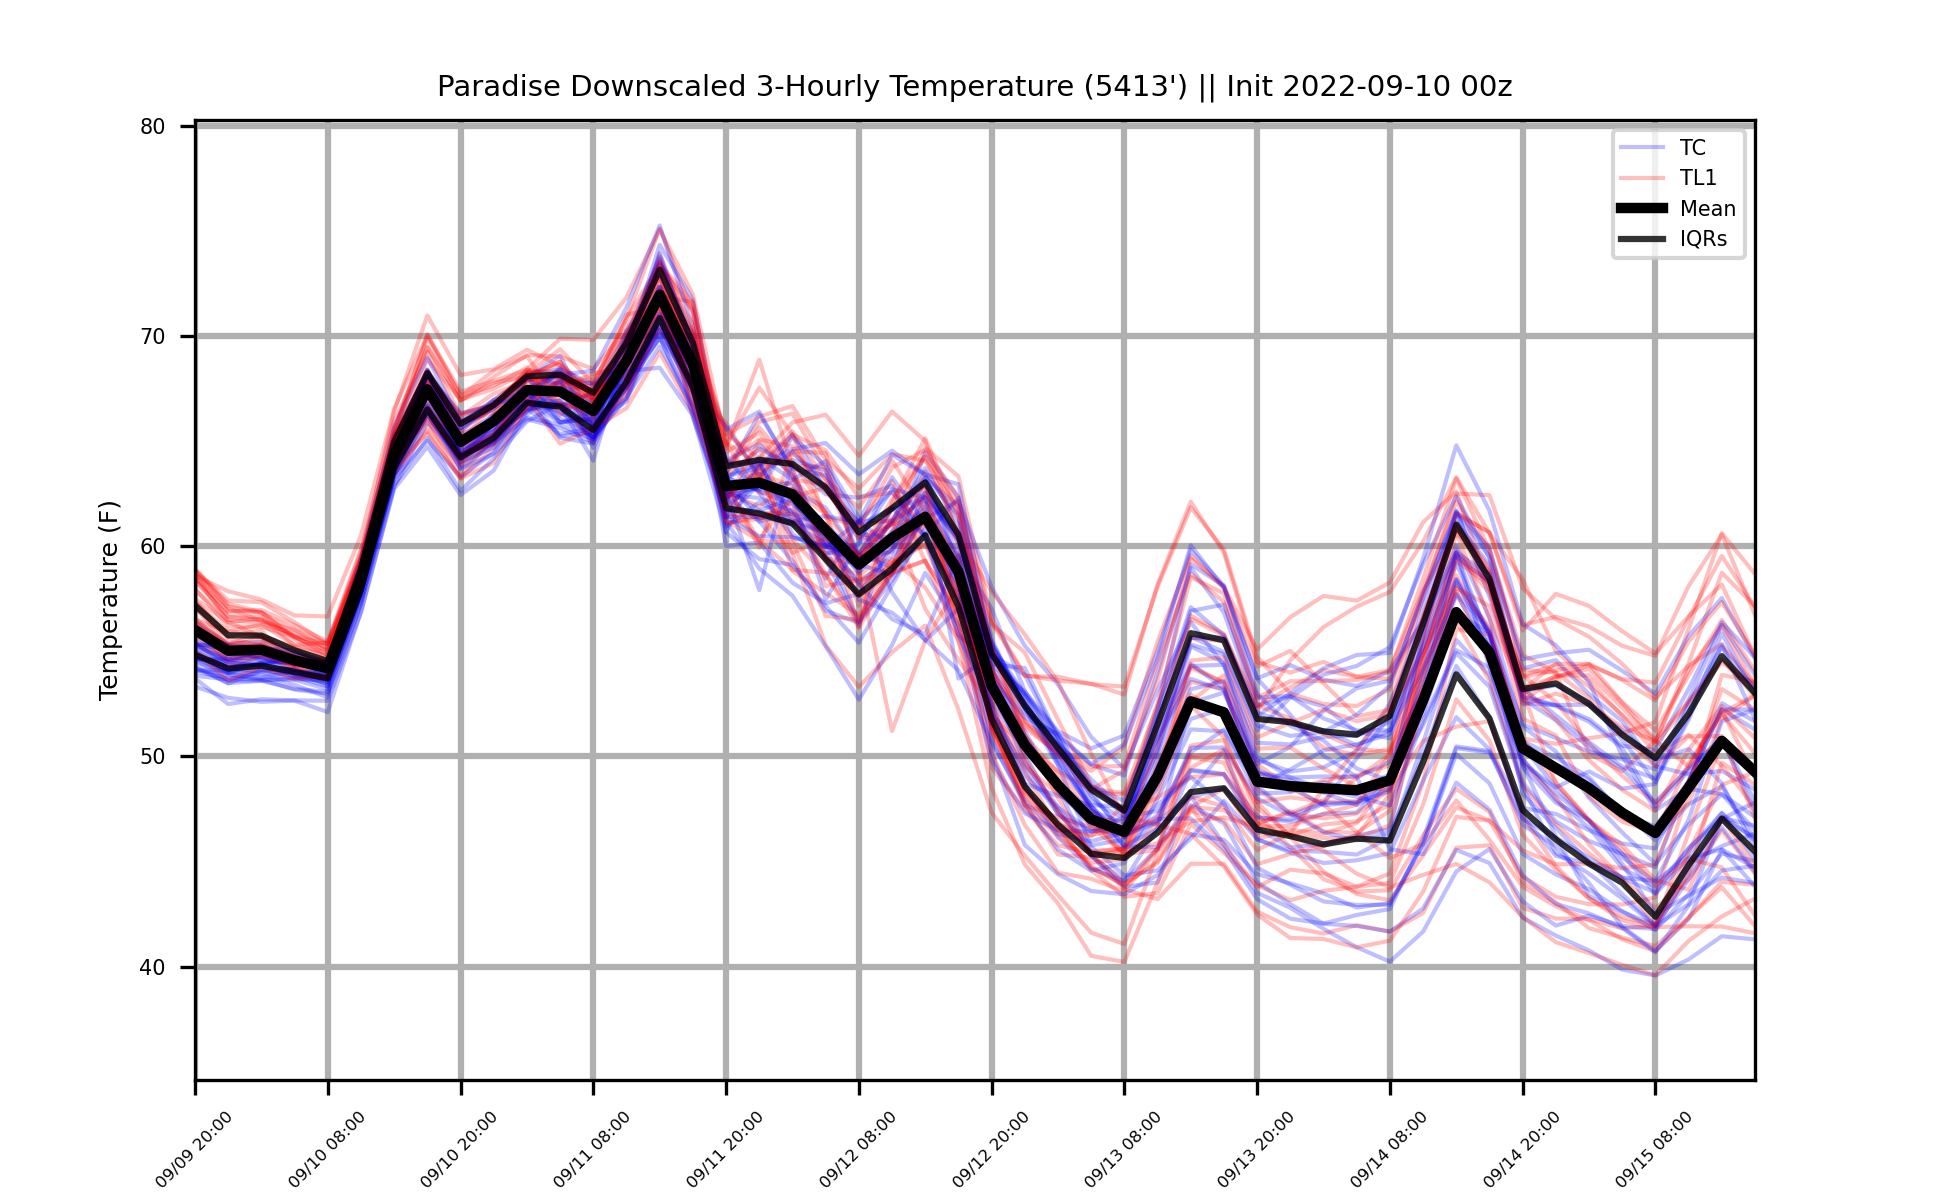 Paradise Downscaled 3-Hourly Temperature (5413') || Init 2022-09-10 00z
Temperature (F)
80
70
60
50
40
TC
TL1
Mean
IQRs
09/09 20:00
09/10 08:00
09/10 20:00
09/11 08:00
09/11 20:00
09/12 08:00
09/12 20:00
09/13 08:00
09/13 20:00
09/14 08:00
09/14 20:00
09/15 08:00